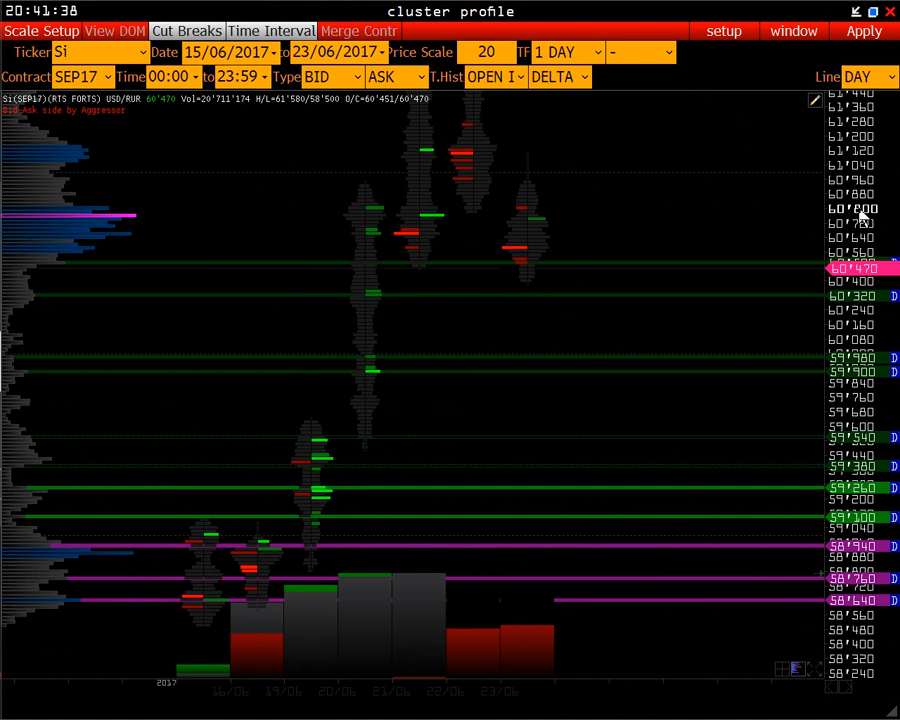 20:41:38
cluster profile
Scale Setup View DOM Cut Breaks Time Interval Merge Contr setup window Apply
Ticker Si Date 15/06/2017 to 23/06/2017 Price Scale 20 TF 1 DAY -
Contract SEP17 Time 00:00 to 23:59 Type BID ASK T.Hist OPEN I DELTA Line DAY
Si(SEP17)(RTS FORTS) USD/RUR 60'470 Vol=20'711'174 H/L=61'580/58'500 O/C=60'451/60'470
Bid_Ask side by Aggressor
61'440
61'360
61'280
61'200
61'120
61'040
60'960
60'880
60'800
60'640
60'560
60'470
60'400
60'320 D
60'240
60'160
60'080
59'980 D
59'900 D
59'840
59'760
59'680
59'600
59'540 D
59'440
59'380 D
59'260 D
59'200
59'100 D
59'040
58'940 D
58'880
58'760 D
58'720
58'640 D
58'560
58'480
58'400
58'320
58'240
2017
16/06 19/06 20/06 21/06 22/06 23/06